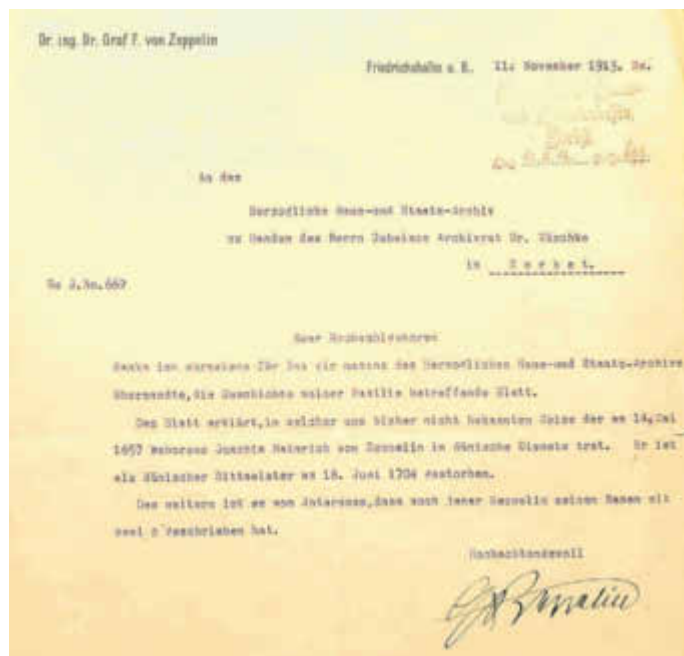 Dr. ing. Dr. Graf F. von Zeppelin
Friedrichshafen a. B. 11. November 1913.
An das
Herzogliche Haus-und Staats-Archiv
zu Handen des Herrn Geheimen Archivrat Dr. Wäschke
in Zerbst.
Zu J.No.669
Euer Hochwohlgeboren
danke ich für das mir namens des Herzoglichen Haus-und Staats-Archivs
übersandte, die Geschichte meiner Familie betreffende Blatt.
Das Blatt erklärt, in welcher uns bisher nicht bekannten Weise der am 14. Mai
1657 geborene Joachim Heinrich von Zeppelin in dänische Dienste trat. Er ist
als dänischer Rittmeister am 18. Juni 1704 gestorben.
Des weitern ist es von Interesse, dass auch jener Zeppelin seinen Namen mit
zwei p geschrieben hat.
Hochachtungsvoll
Zeppelin